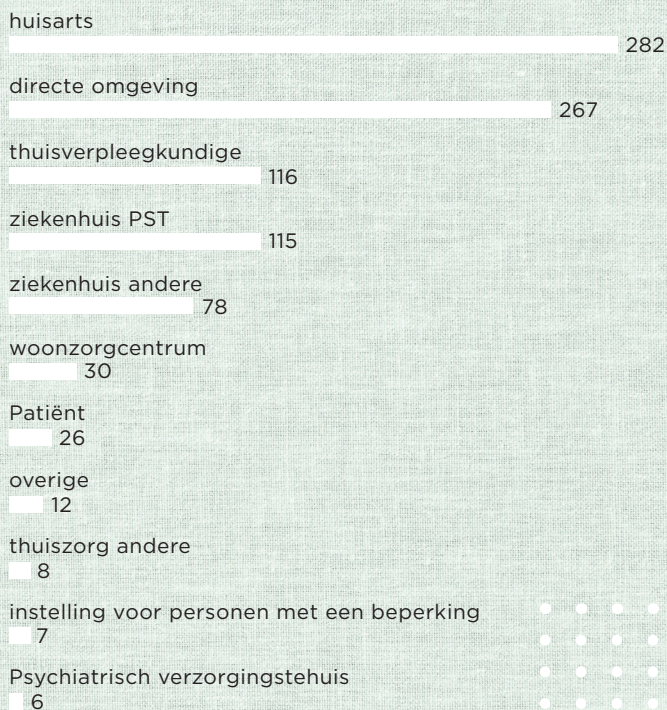 huisarts
282
directe omgeving
267
thuisverpleegkundige
116
ziekenhuis PST
115
ziekenhuis andere
78
woonzorgcentrum
30
Patiënt
26
overige
12
thuiszorg andere
8
instelling voor personen met een beperking
7
Psychiatrisch verzorgingstehuis
6